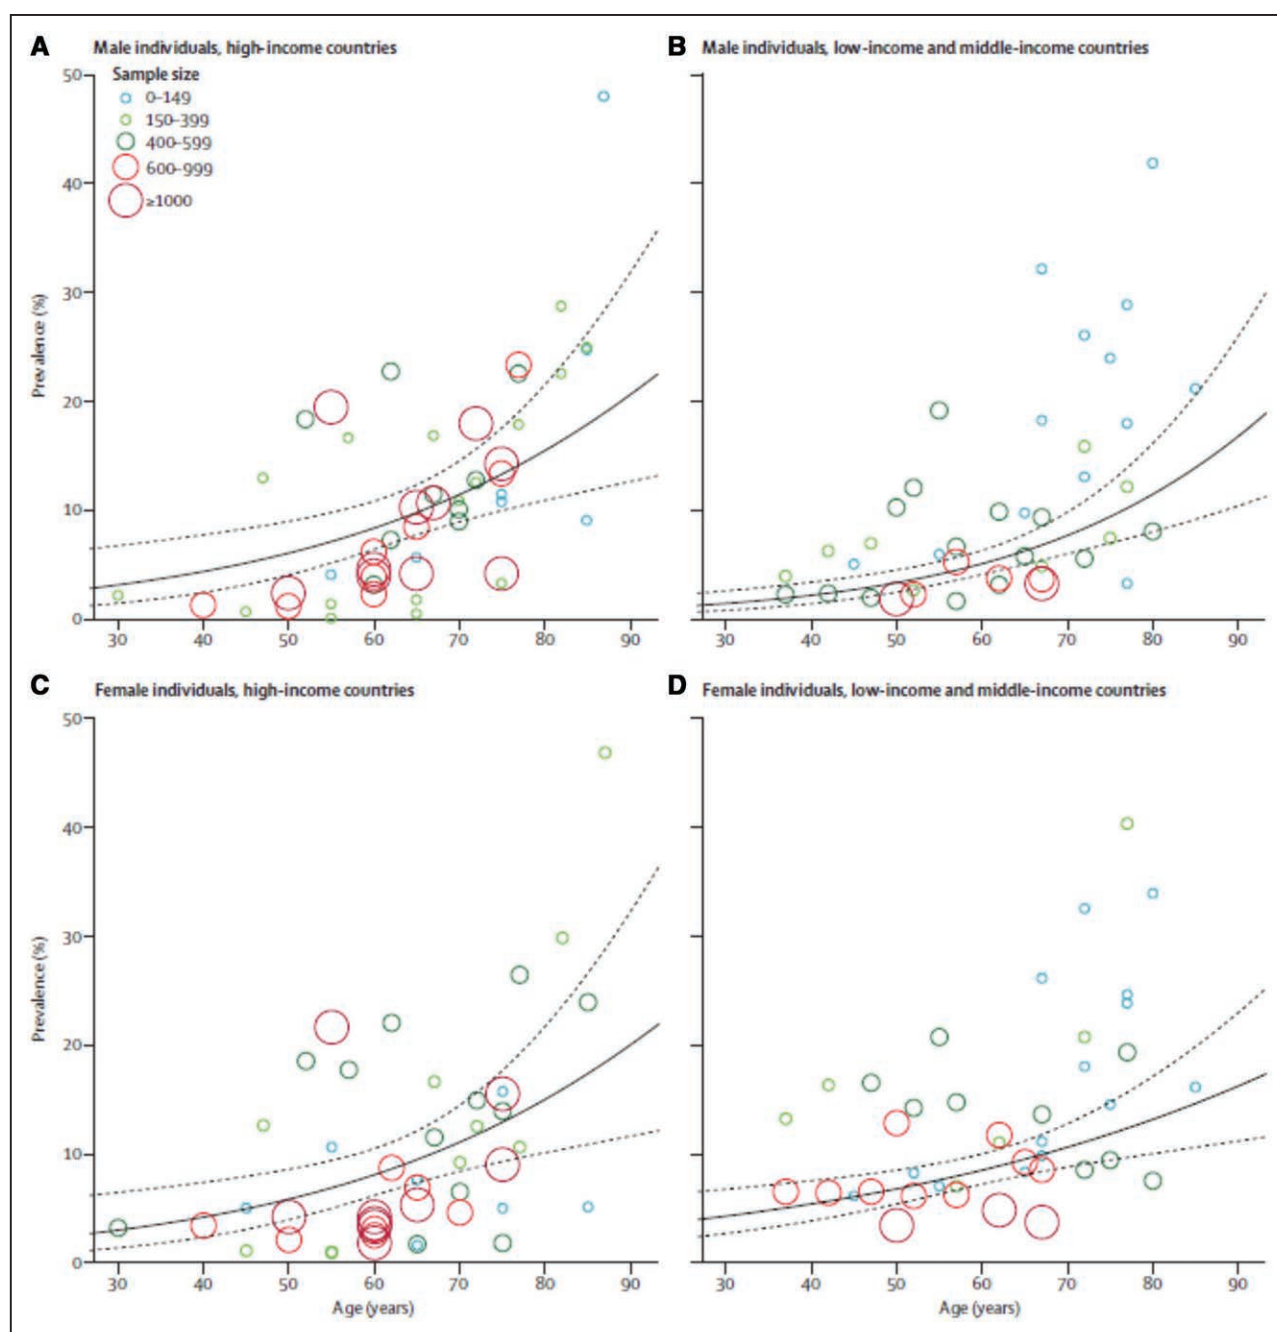 A Male individuals, high-income countries
Sample size
0–149
150–399
400–599
600–999
≥1000
50
40
30
20
10
0
Prevalence (%)
30 40 50 60 70 80 90
B Male individuals, low-income and middle-income countries
30 40 50 60 70 80 90
C Female individuals, high-income countries
50
40
30
20
10
0
Prevalence (%)
30 40 50 60 70 80 90
Age (years)
D Female individuals, low-income and middle-income countries
30 40 50 60 70 80 90
Age (years)